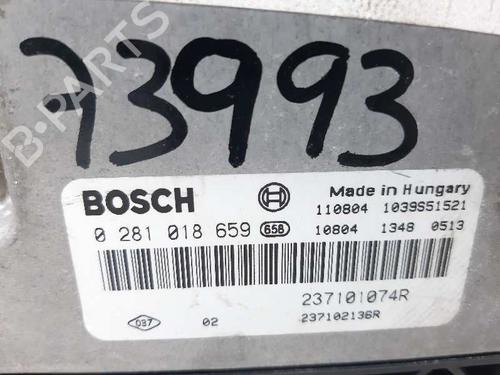 73993
B-PARTS
BOSCH
Made in Hungary
110804 1039S51521
0 281 018 659 658
10804 1348 0513
237101074R
037 02 237102136R